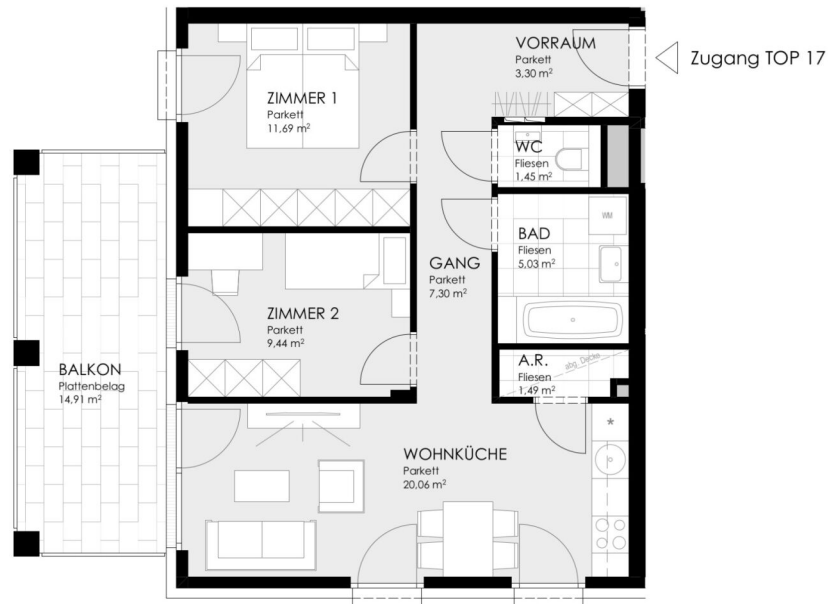 VORRAUM
Parkett
3,30 m²
Zugang TOP 17
ZIMMER 1
Parkett
11,69 m²
WC
Fliesen
1,45 m²
WM
BAD
Fliesen
5,03 m²
GANG
Parkett
7,30 m²
ZIMMER 2
Parkett
9,44 m²
A.R.
Fliesen
1,49 m²
abg. Decke
BALKON
Plattenbelag
14,91 m²
WOHNKÜCHE
Parkett
20,06 m²